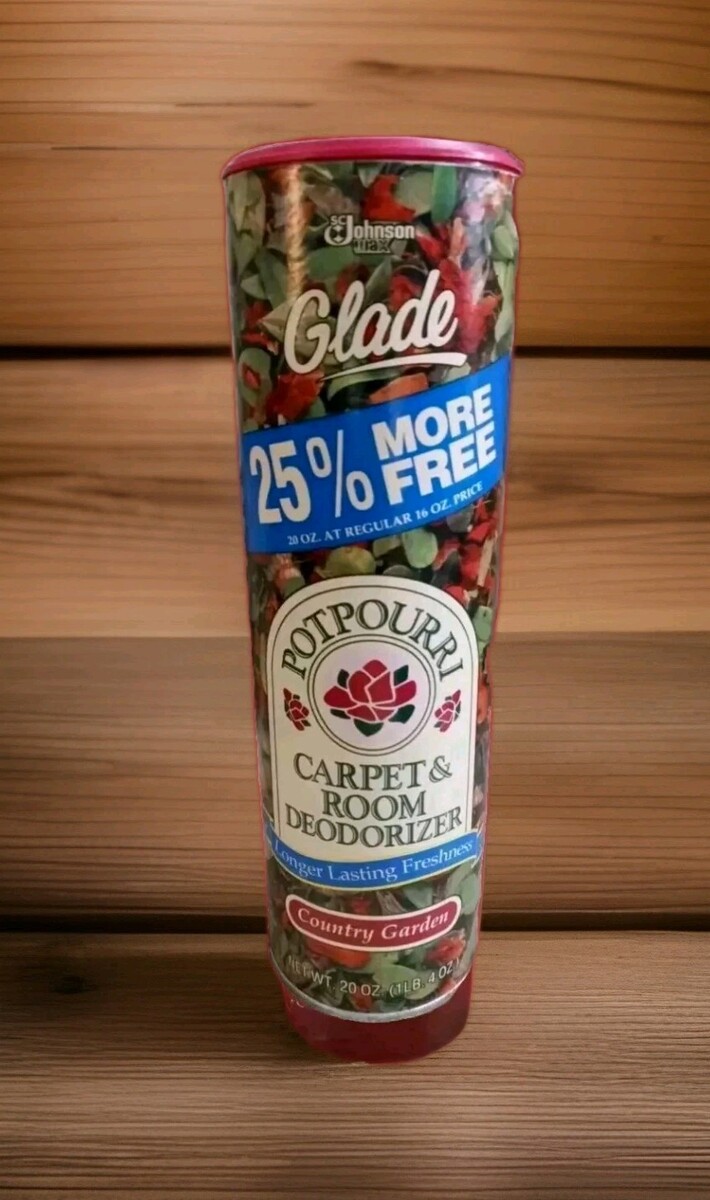 SC
Johnson
Wax
Glade
25% MORE
FREE
20 OZ. AT REGULAR 16 OZ. PRICE
POTPOURRI
CARPET &
ROOM
DEODORIZER
Longer Lasting Freshness
Country Garden
NET WT. 20 OZ. (1 LB. 4 OZ.)